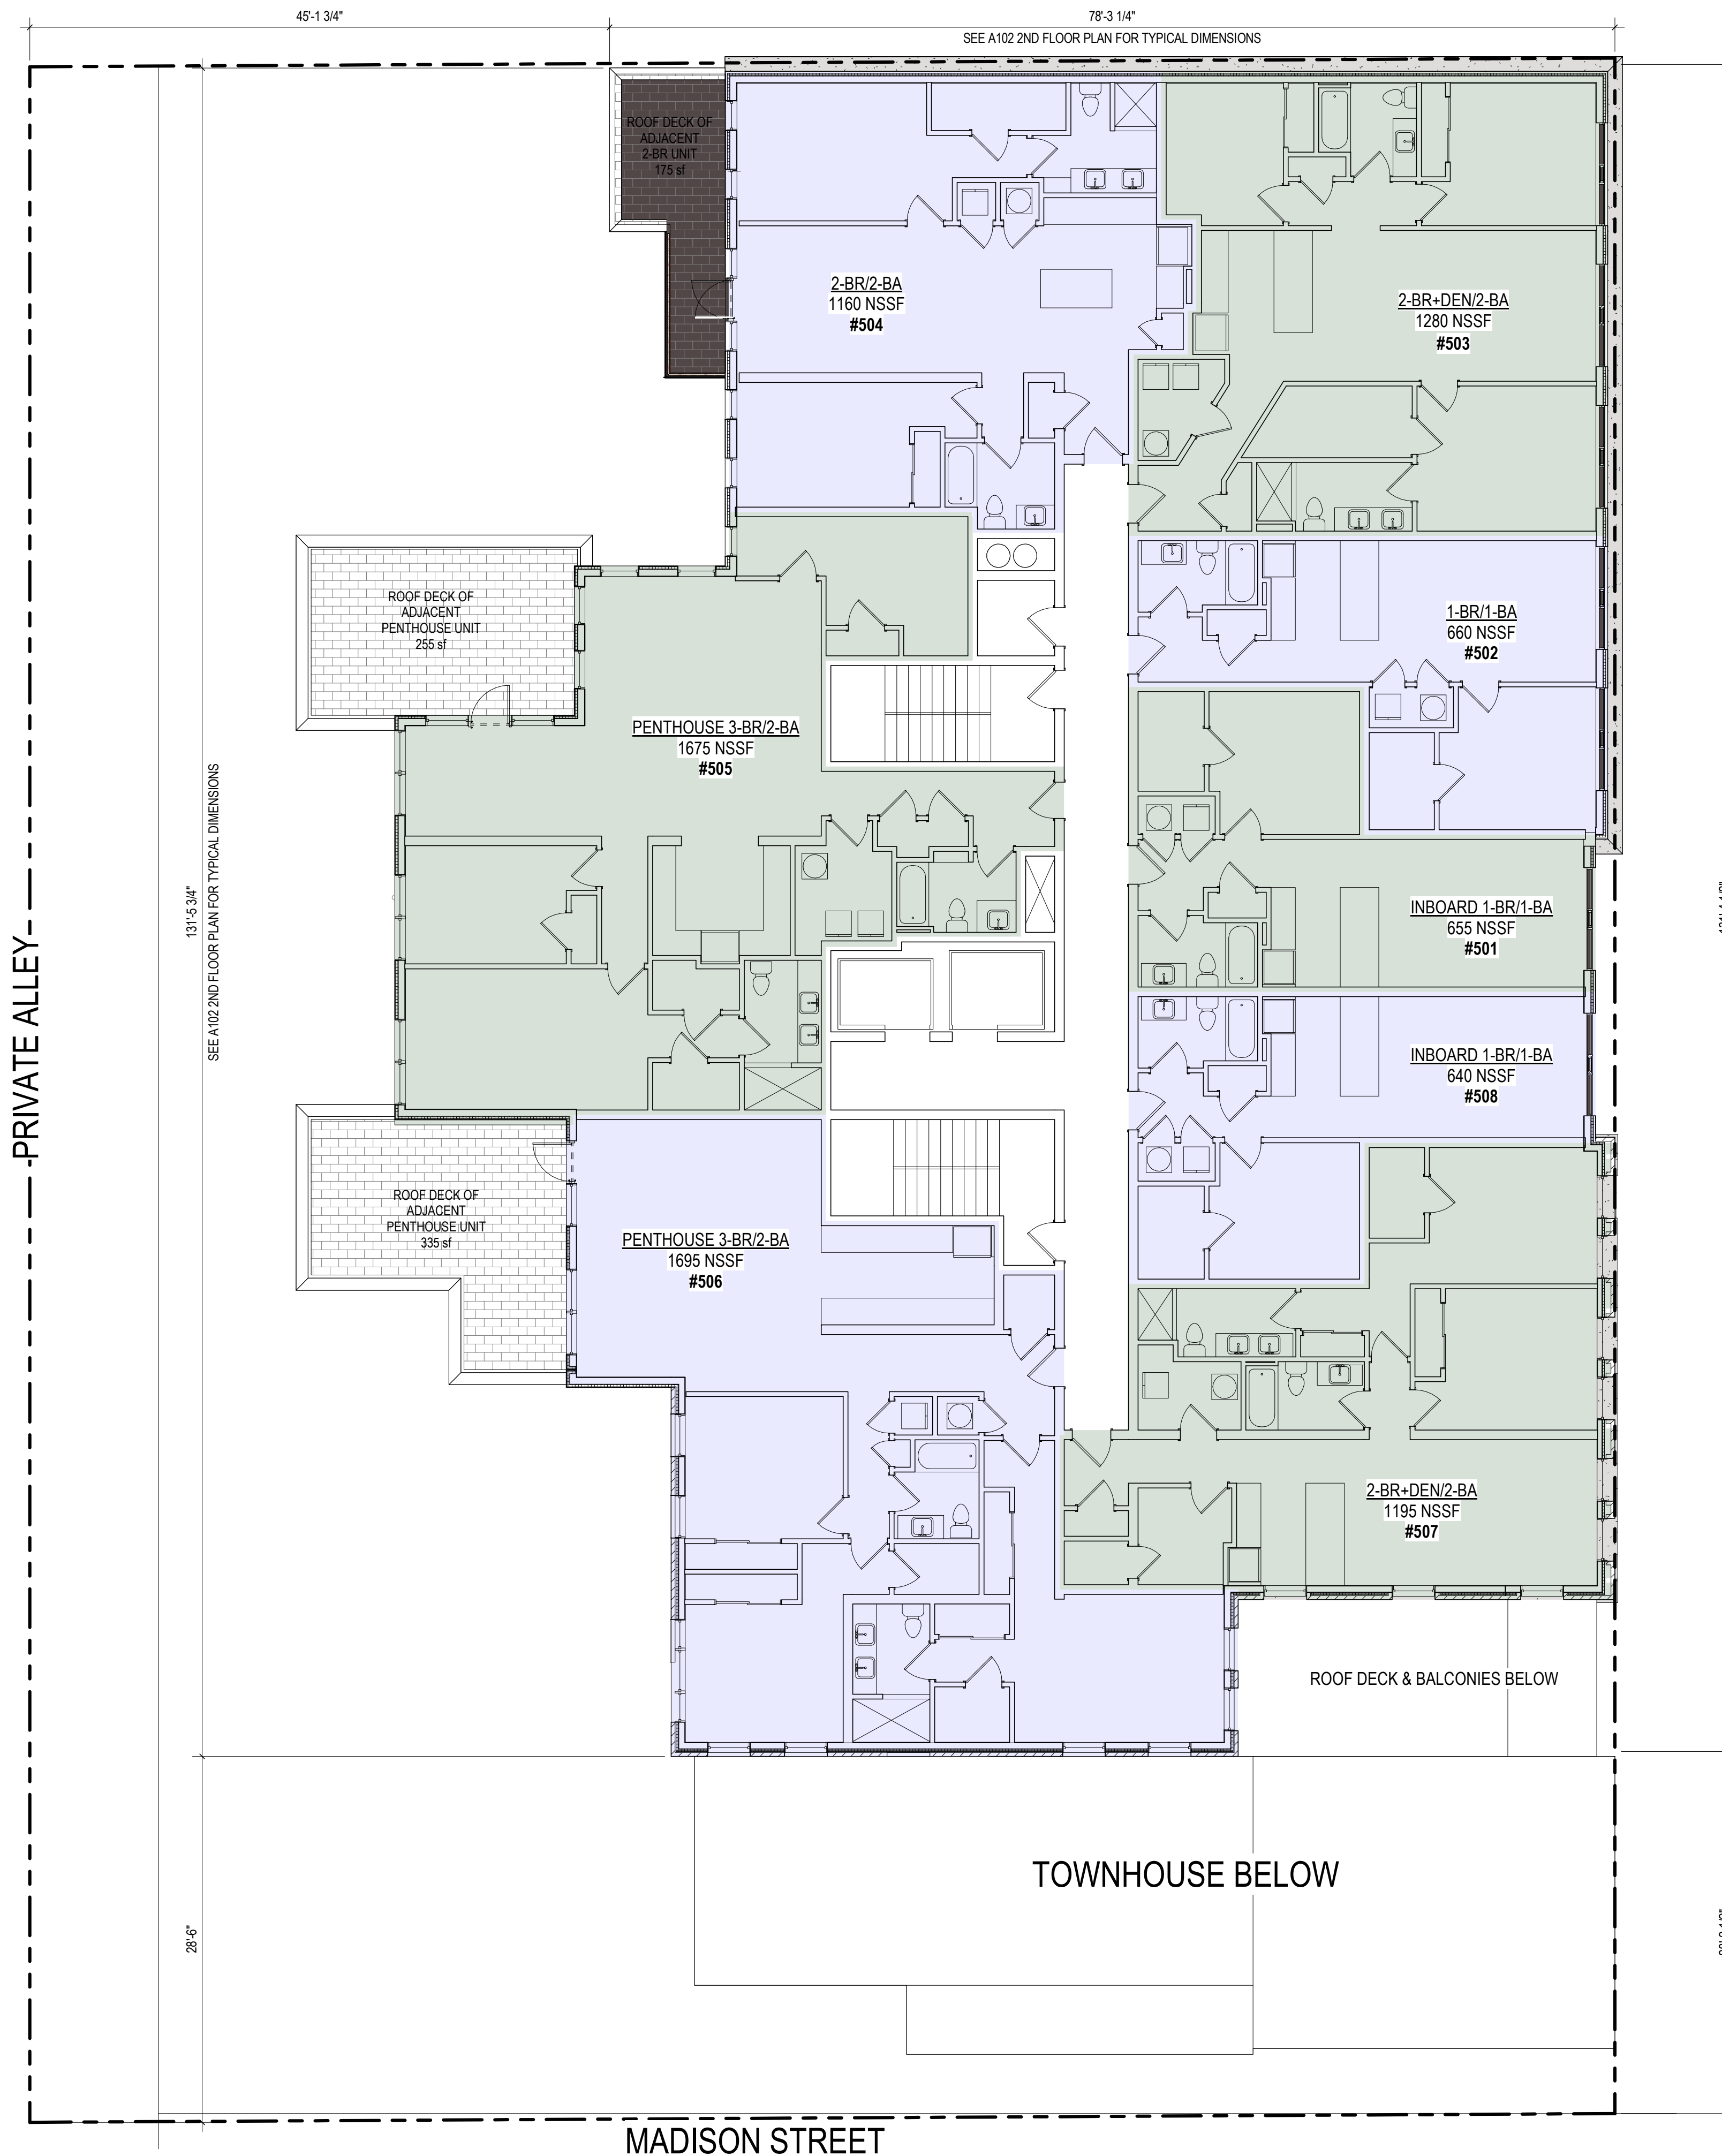 45'-1 3/4"
78'-3 1/4"
SEE A102 2ND FLOOR PLAN FOR TYPICAL DIMENSIONS
ROOF DECK OF
ADJACENT
2-BR UNIT
175 sf
2-BR/2-BA
1160 NSSF
#504
2-BR+DEN/2-BA
1280 NSSF
#503
ROOF DECK OF
ADJACENT
PENTHOUSE UNIT
255 sf
1-BR/1-BA
660 NSSF
#502
PENTHOUSE 3-BR/2-BA
1675 NSSF
#505
131'-5 3/4"
SEE A102 2ND FLOOR PLAN FOR TYPICAL DIMENSIONS
PRIVATE ALLEY
INBOARD 1-BR/1-BA
655 NSSF
#501
INBOARD 1-BR/1-BA
640 NSSF
#508
ROOF DECK OF
ADJACENT
PENTHOUSE UNIT
335 sf
PENTHOUSE 3-BR/2-BA
1695 NSSF
#506
2-BR+DEN/2-BA
1195 NSSF
#507
ROOF DECK & BALCONIES BELOW
TOWNHOUSE BELOW
28'-6"
MADISON STREET